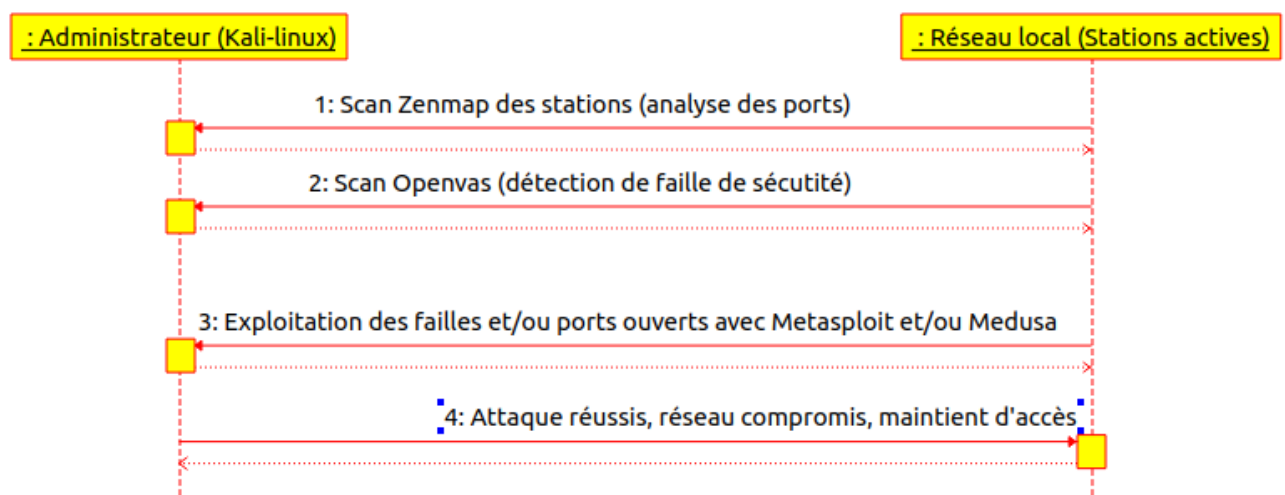 : Administrateur (Kali-linux)
: Réseau local (Stations actives)
1: Scan Zenmap des stations (analyse des ports)
2: Scan Openvas (détection de faille de sécutité)
3: Exploitation des failles et/ou ports ouverts avec Metasploit et/ou Medusa
4: Attaque réussis, réseau compromis, maintient d'accès